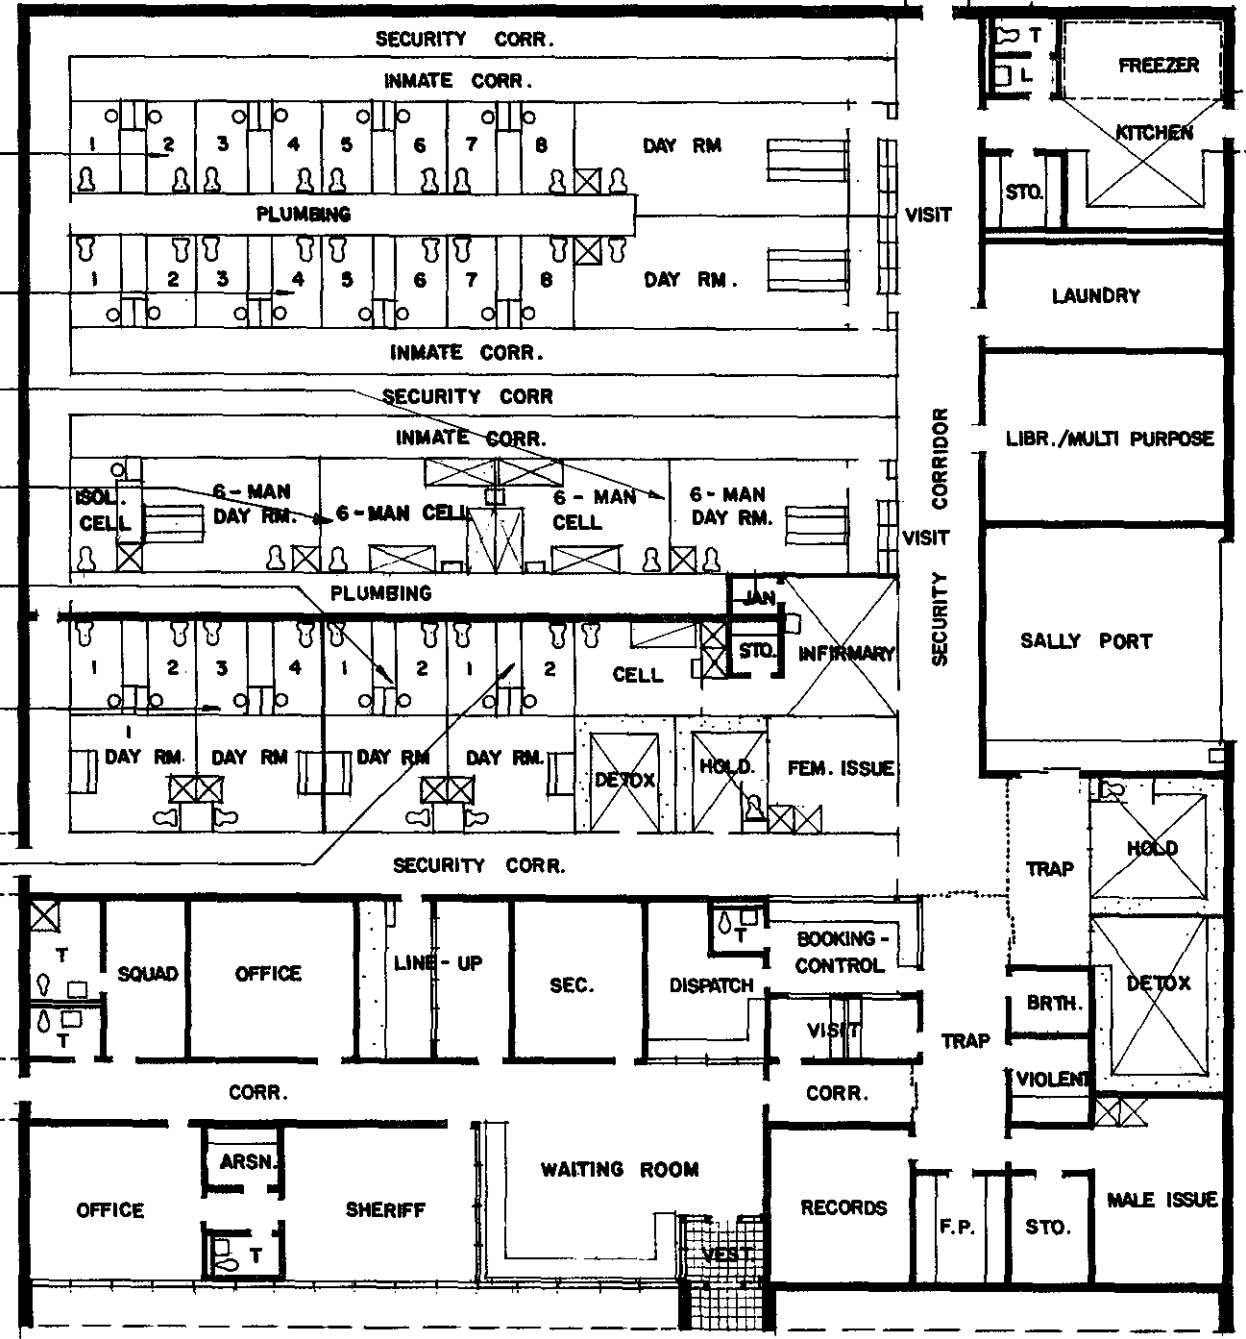 SECURITY CORR.
INMATE CORR.
1 2 3 4 5 6 7 8 DAY RM
PLUMBING
1 2 3 4 5 6 7 8 DAY RM.
INMATE CORR.
SECURITY CORR
INMATE CORR.
ISOL.
CELL
6-MAN
DAY RM.
6-MAN CELL
6-MAN
CELL
6-MAN
DAY RM.
PLUMBING
1 2 3 4 1 2 1 2
CELL
JAN
STO.
INFIRMARY
1
DAY RM.
DAY RM
DAY RM
DAY RM.
DETOX
HOLD.
FEM. ISSUE
SECURITY CORR.
VISIT
VISIT
SECURITY CORRIDOR
T
L
FREEZER
KITCHEN
STO.
LAUNDRY
LIBR./MULTI PURPOSE
SALLY PORT
TRAP
HOLD
DETOX
BRTH.
VIOLENT
TRAP
T
T
SQUAD
OFFICE
LINE-UP
SEC.
T
DISPATCH
BOOKING-
CONTROL
VISIT
CORR.
CORR.
OFFICE
ARSN.
T
SHERIFF
WAITING ROOM
VEST
RECORDS
F.P.
STO.
MALE ISSUE